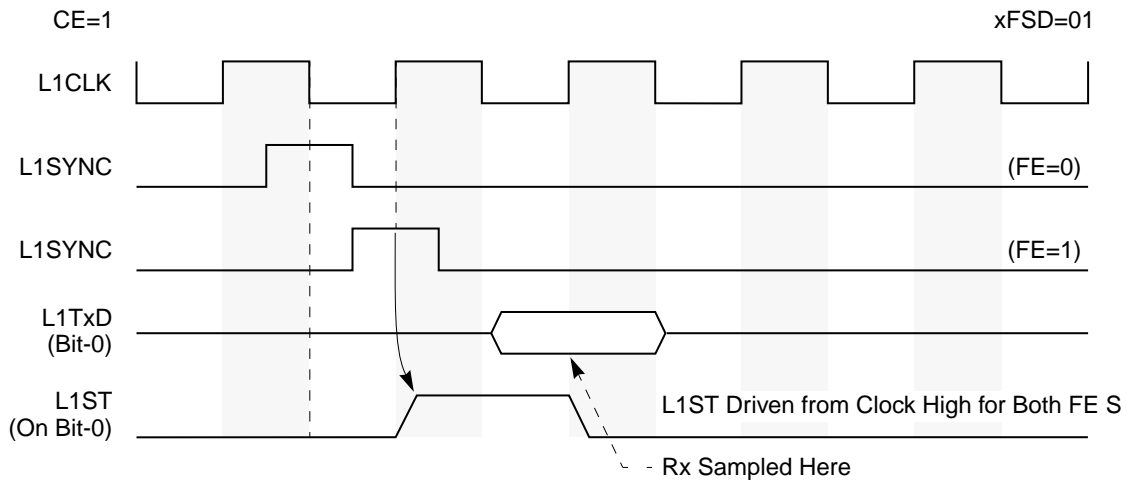 CE=1
xFSD=01
L1CLK
L1SYNC
(FE=0)
L1SYNC
(FE=1)
L1TxD
(Bit-0)
L1ST
(On Bit-0)
L1ST Driven from Clock High for Both FE S
Rx Sampled Here